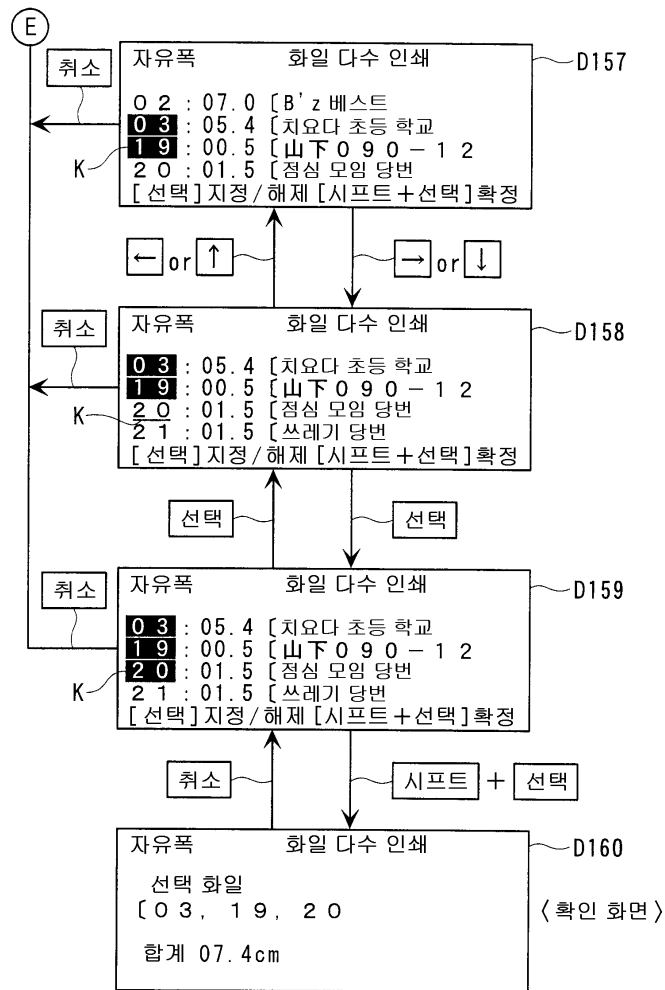 E
자유폭 화일 다수 인쇄
D157
취소
02:07.0 [B'z 베스트
03:05.4 [치요다 초등 학교
K
19:00.5 [山下090-12
20:01.5 [점심 모임 당번
[선택]지정/해제[시프트+선택]확정
← or ↑
→ or ↓
자유폭 화일 다수 인쇄
D158
취소
03:05.4 [치요다 초등 학교
19:00.5 [山下090-12
K
20:01.5 [점심 모임 당번
21:01.5 [쓰레기 당번
[선택]지정/해제[시프트+선택]확정
선택
선택
자유폭 화일 다수 인쇄
D159
취소
03:05.4 [치요다 초등 학교
19:00.5 [山下090-12
K
20:01.5 [점심 모임 당번
21:01.5 [쓰레기 당번
[선택]지정/해제[시프트+선택]확정
취소
시프트 + 선택
자유폭 화일 다수 인쇄
D160
선택 화일
[03, 19, 20
〈확인 화면〉
합계 07.4cm